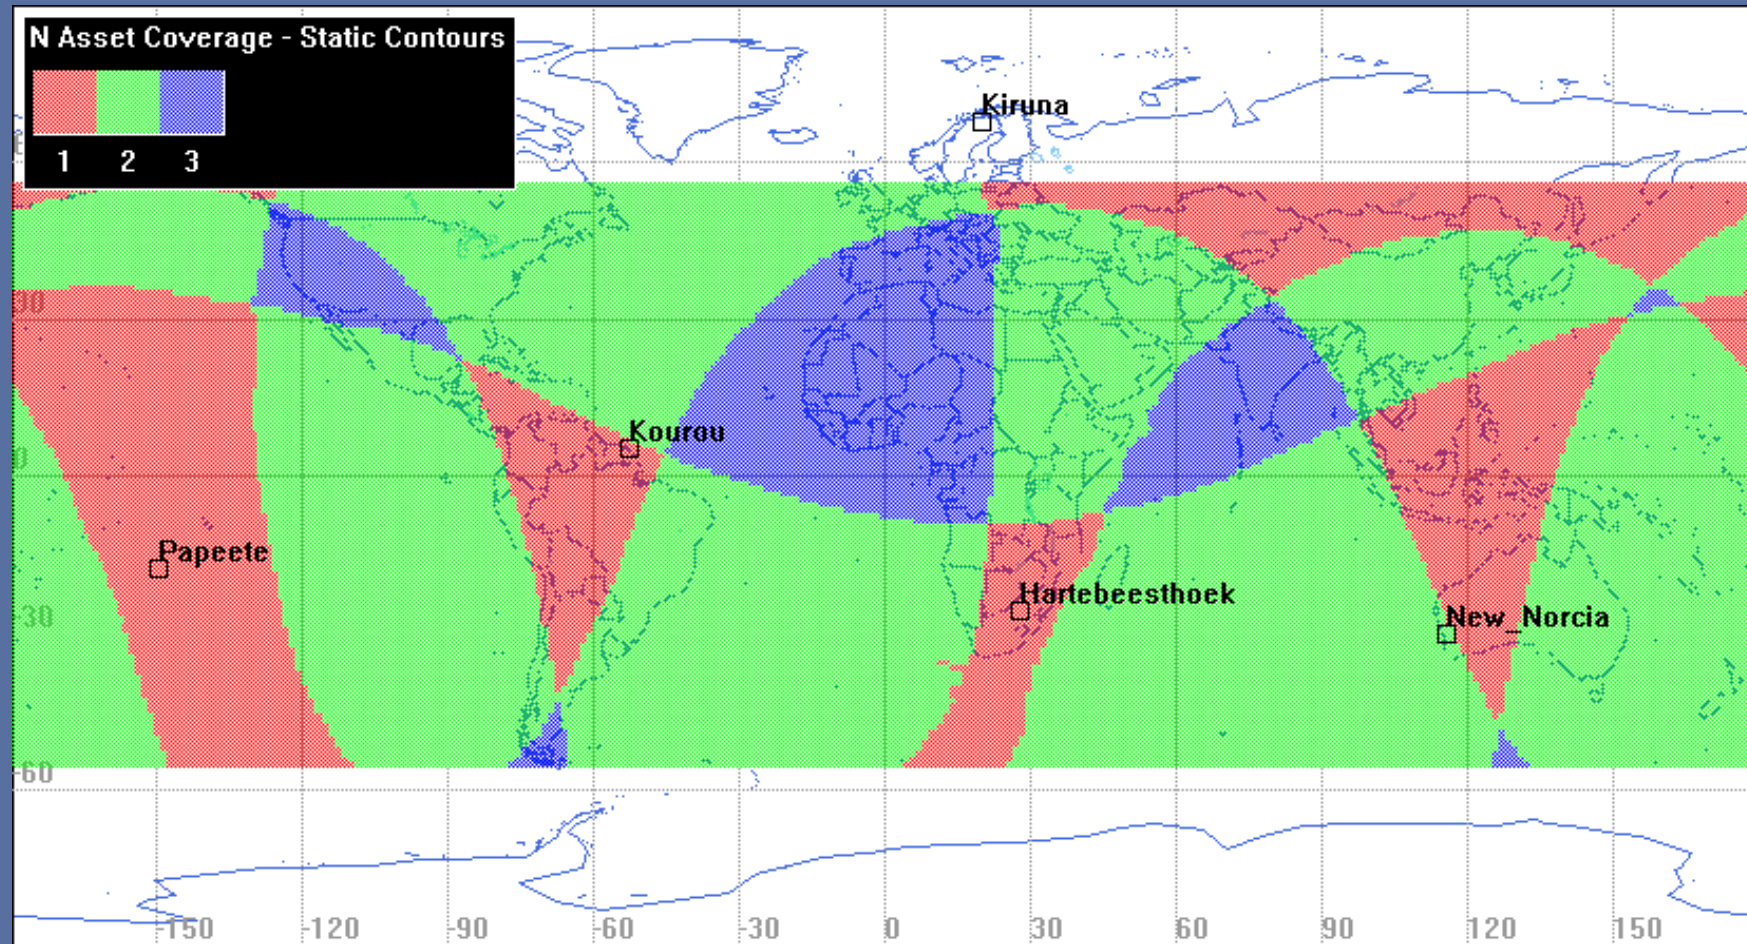 N Asset Coverage - Static Contours
1 2 3
Kiruna
30
Kourou
0
Papeete
Hartebeesthoek
-30
New_Norcia
-60
-150 -120 -90 -60 -30 0 30 60 90 120 150